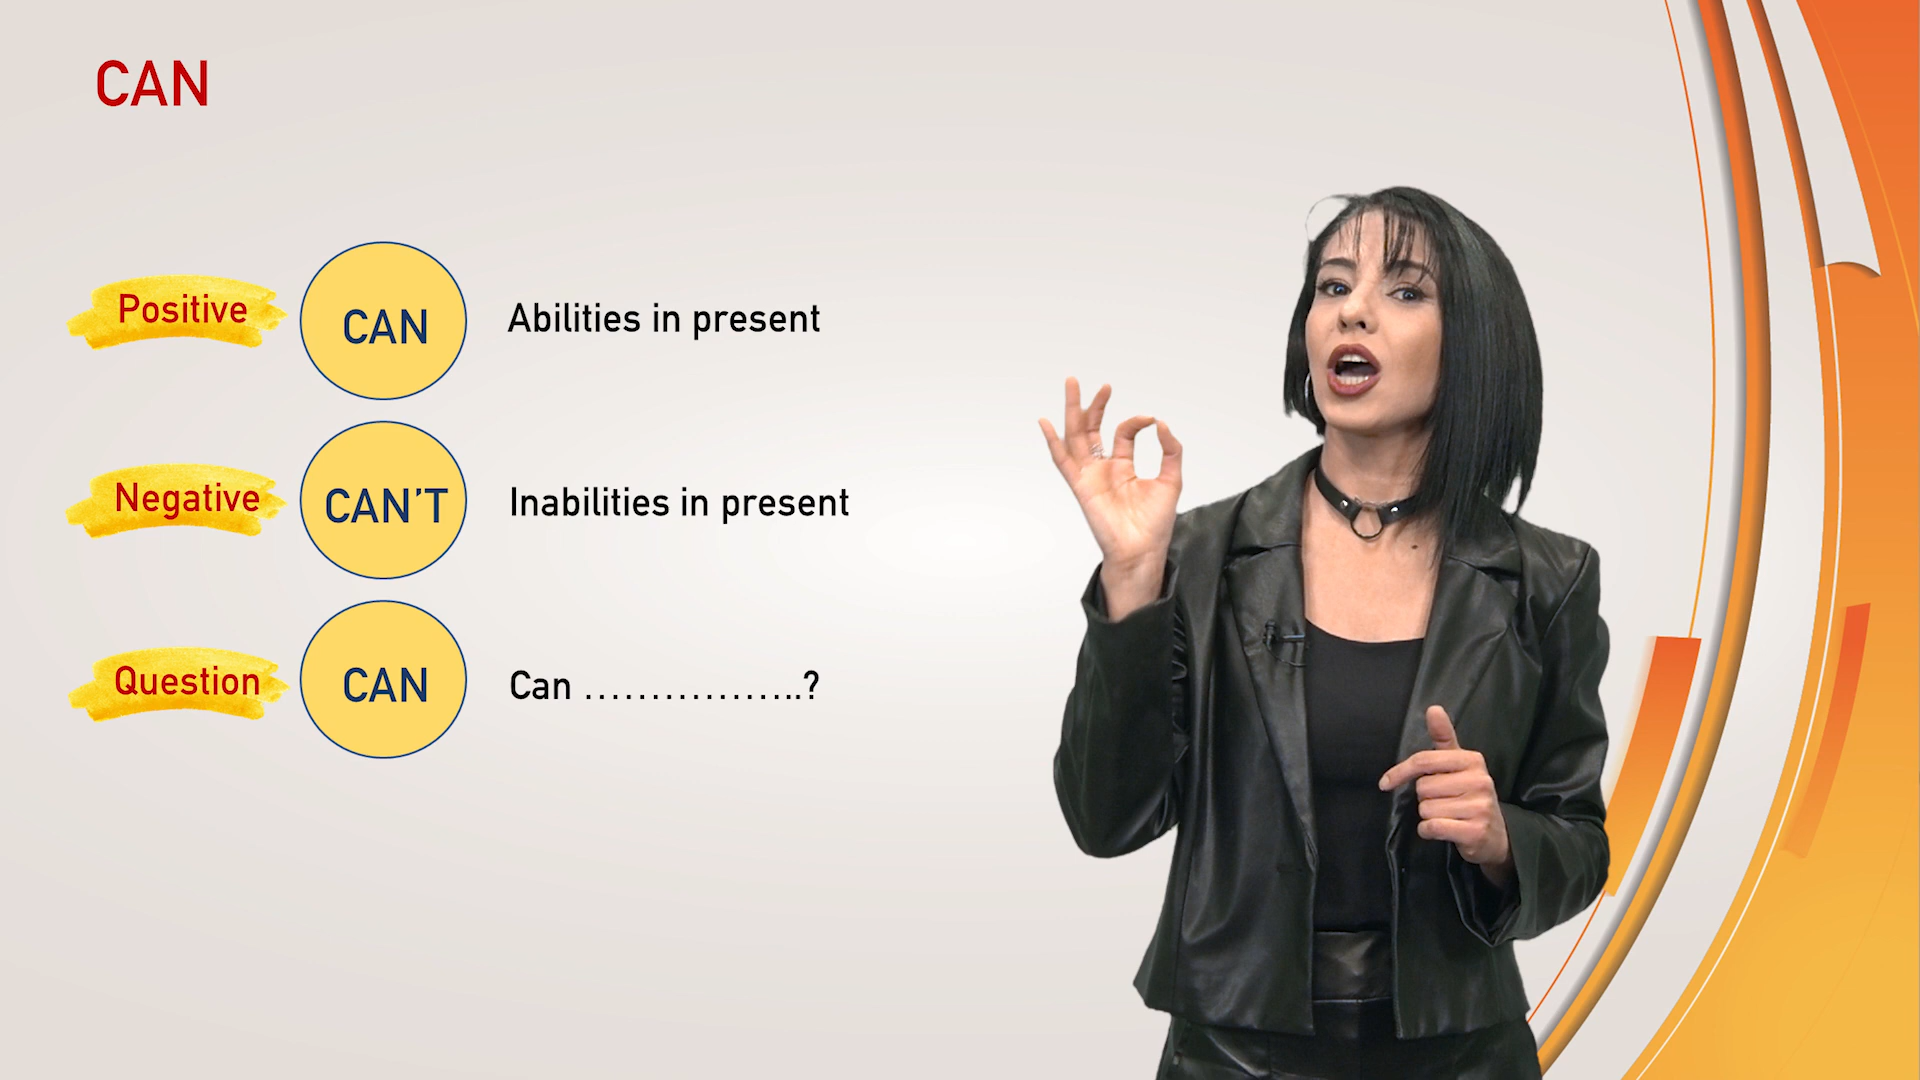 CAN
Positive
CAN
Abilities in present
Negative
CAN'T
Inabilities in present
Question
CAN
Can ………………..?